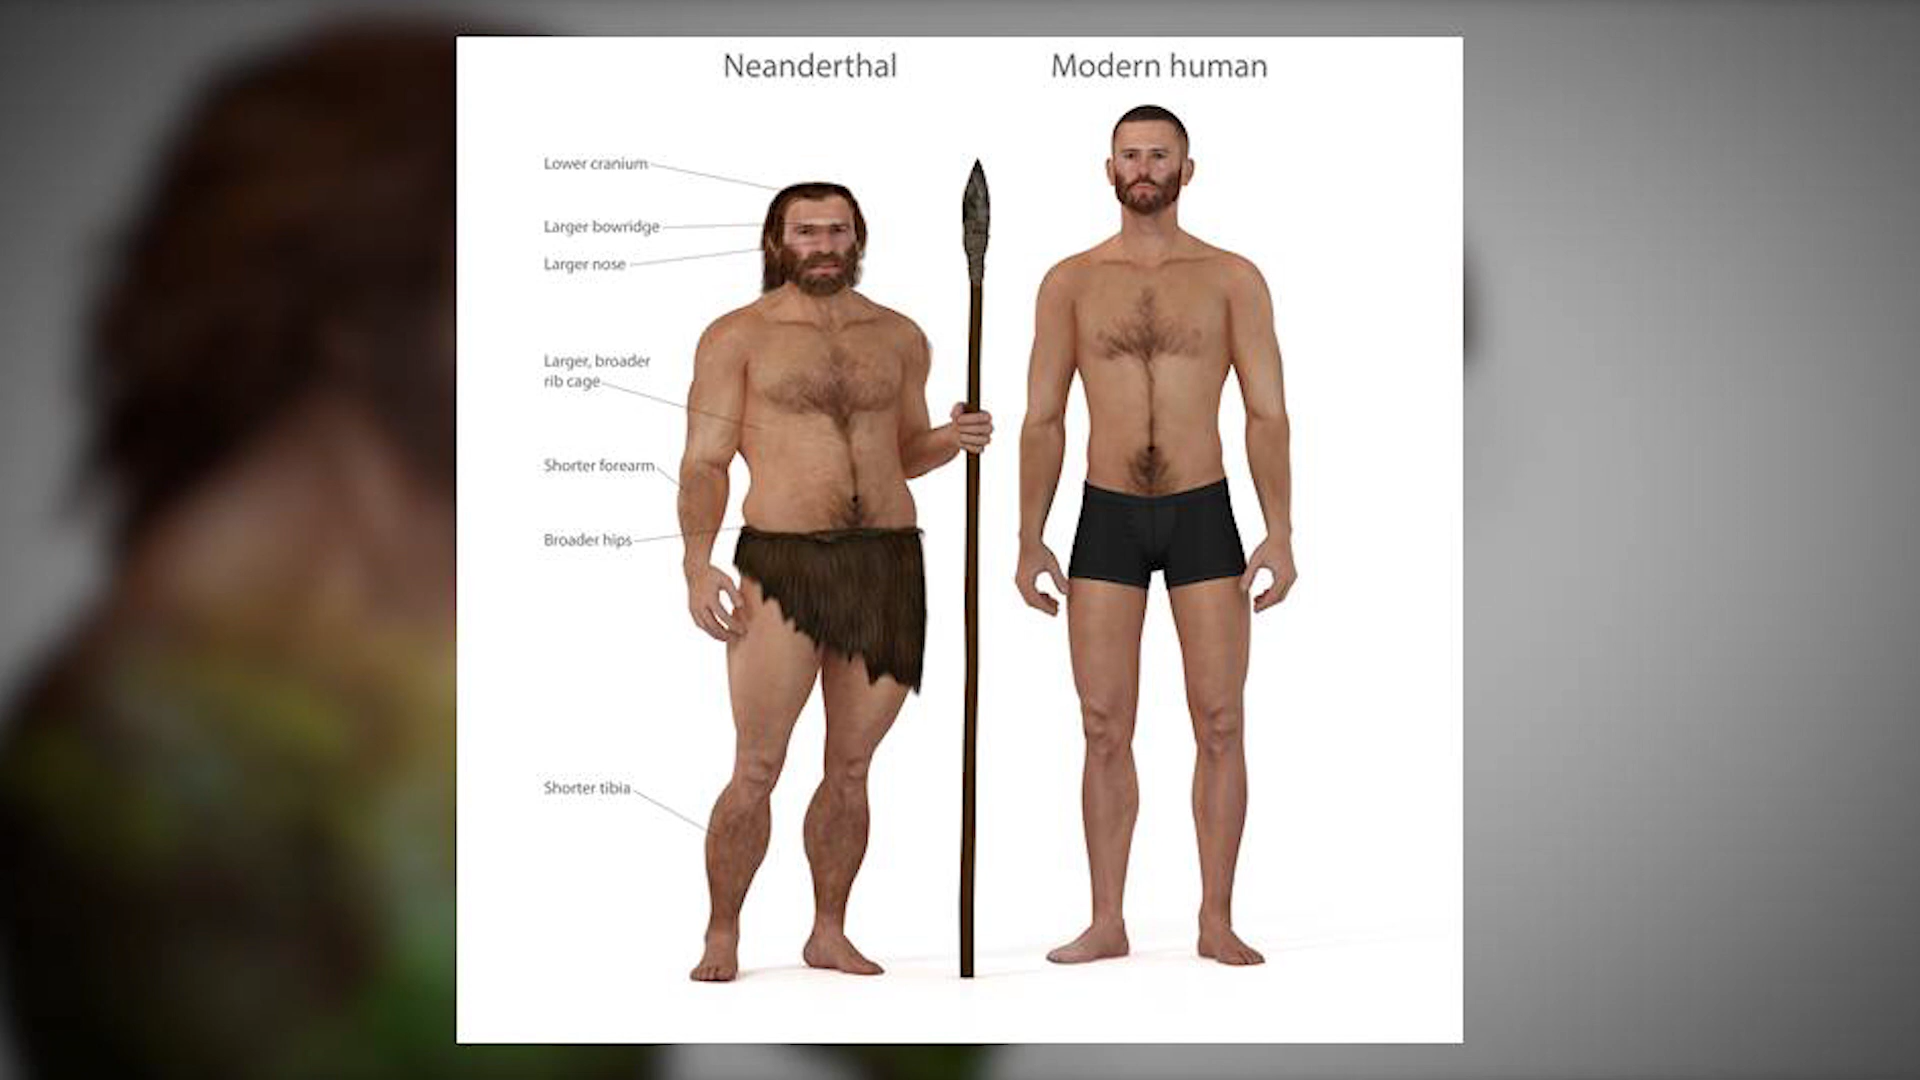 Neanderthal
Modern human
Lower cranium
Larger bowridge
Larger nose
Larger, broader
rib cage
Shorter forearm
Broader hips
Shorter tibia